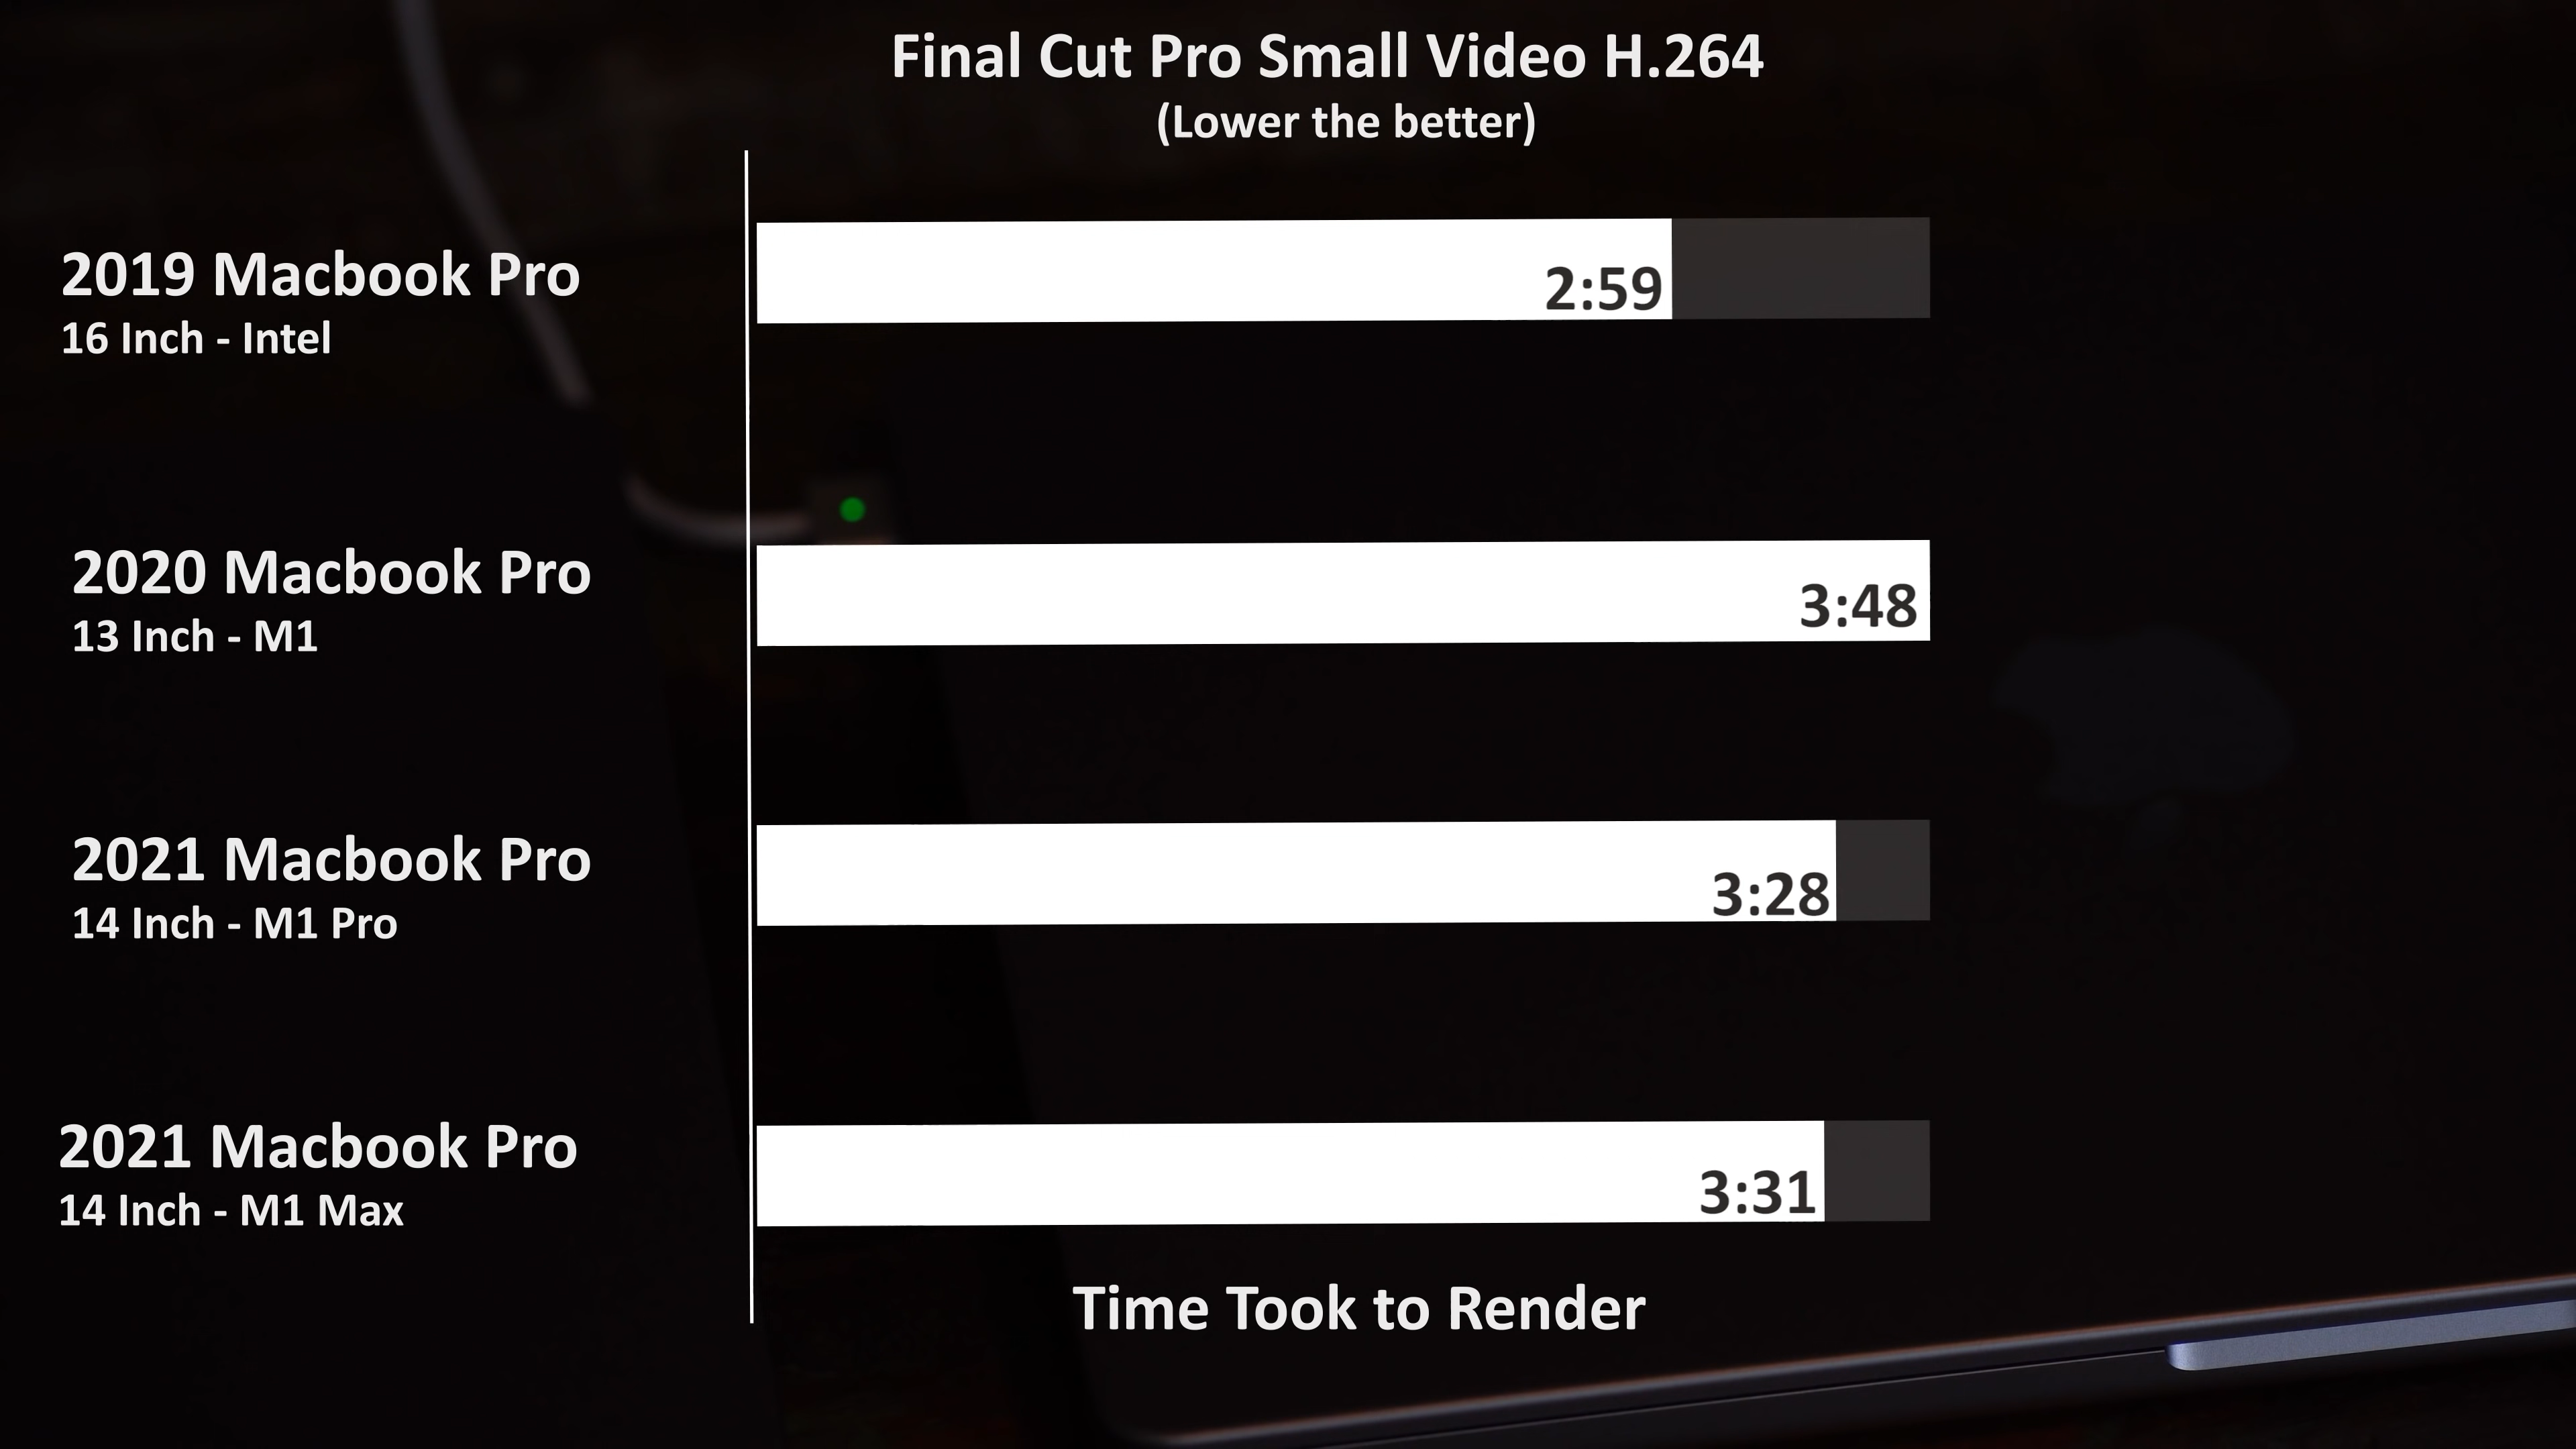 Final Cut Pro Small Video H.264
(Lower the better)
2019 Macbook Pro
16 Inch - Intel
2:59
2020 Macbook Pro
13 Inch - M1
3:48
2021 Macbook Pro
14 Inch - M1 Pro
3:28
2021 Macbook Pro
14 Inch - M1 Max
3:31
Time Took to Render